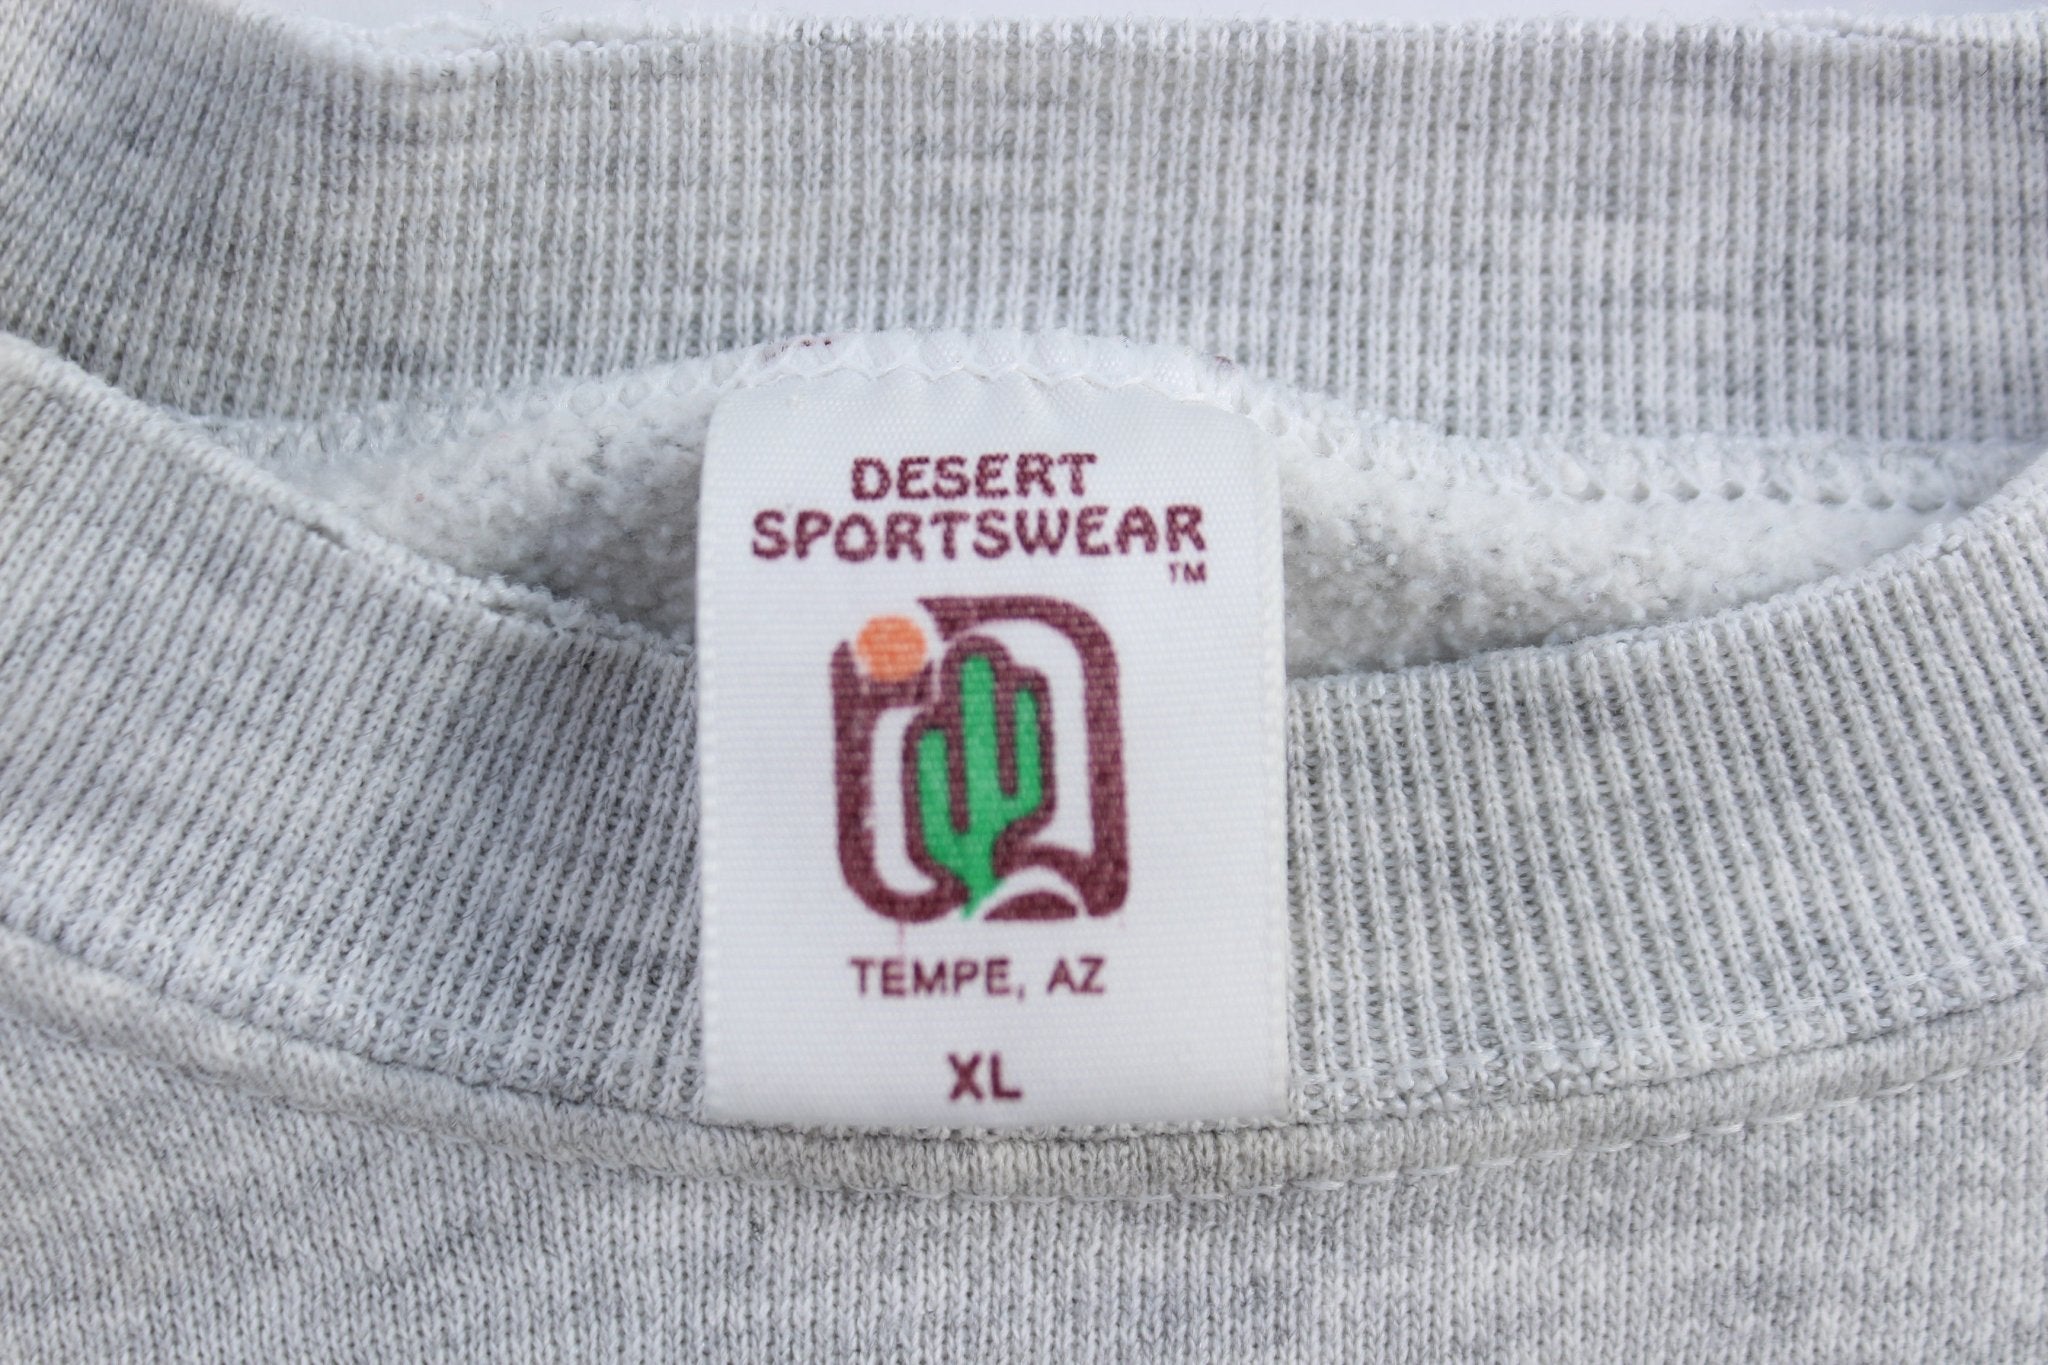 DESERT
SPORTSWEAR
TM
TEMPE, AZ
XL